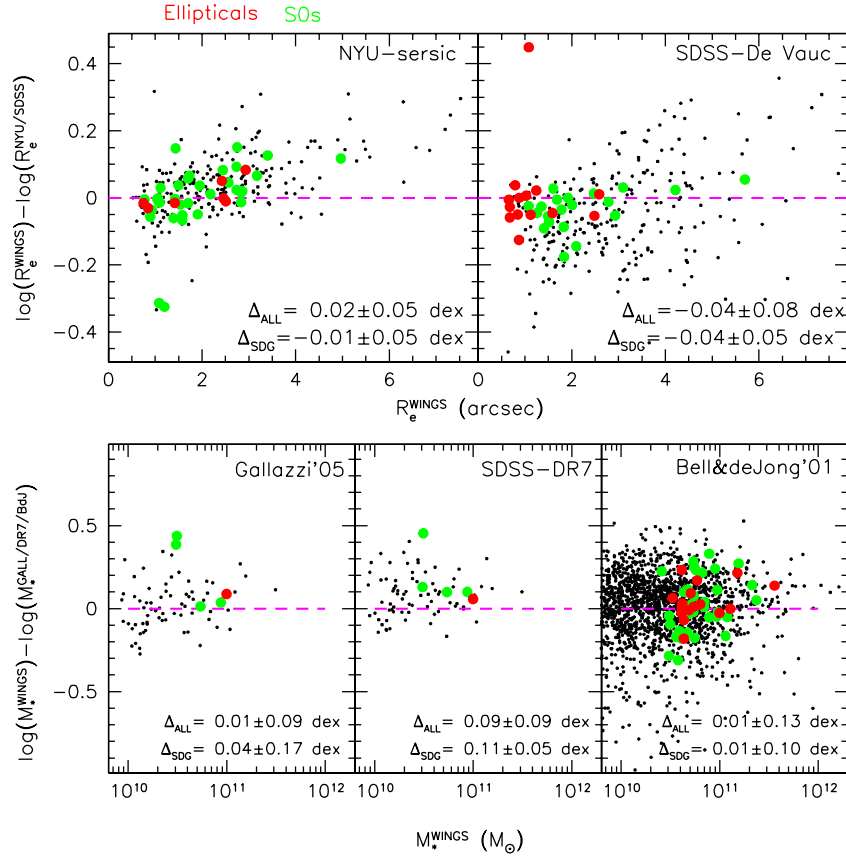 Ellipticals S0s
NYU-sersic
SDSS-De Vauc
log(R_e^WINGS)-log(R_e^NYU/SDSS)
0.4
0.2
0
-0.2
-0.4
Δ_ALL= 0.02±0.05 dex
Δ_SDG=-0.01±0.05 dex
Δ_ALL=-0.04±0.08 dex
Δ_SDG=-0.04±0.05 dex
0 2 4 6 0 2 4 6
R_e^WINGS (arcsec)
Gallazzi'05
SDSS-DR7
Bell&deJong'01
log(M_*^WINGS)-log(M_*^GALL/DR7/BdJ)
0.5
0
-0.5
Δ_ALL= 0.01±0.09 dex
Δ_SDG= 0.04±0.17 dex
Δ_ALL= 0.09±0.09 dex
Δ_SDG= 0.11±0.05 dex
Δ_ALL= 0.01±0.13 dex
Δ_SDG= 0.01±0.10 dex
10^10 10^11 10^12 10^10 10^11 10^12 10^10 10^11 10^12
M_*^WINGS (M_⊙)